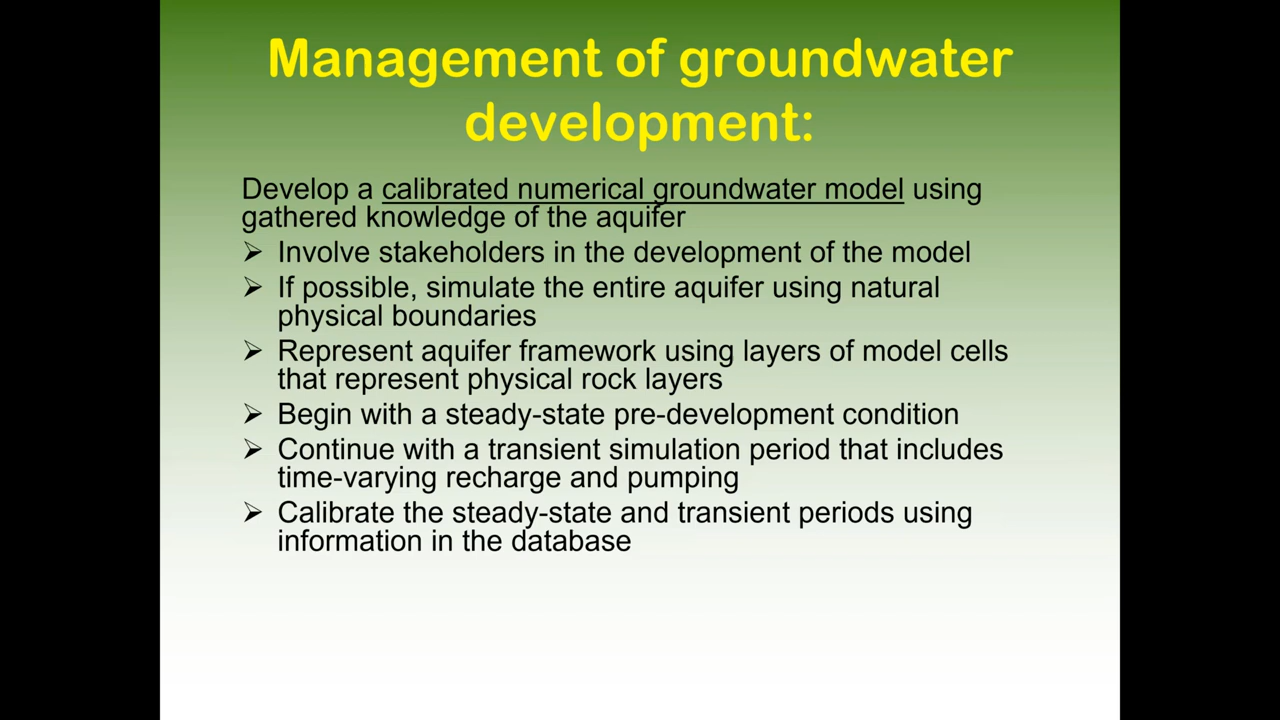 Management of groundwater
development:
Develop a calibrated numerical groundwater model using
gathered knowledge of the aquifer
➢ Involve stakeholders in the development of the model
➢ If possible, simulate the entire aquifer using natural
physical boundaries
➢ Represent aquifer framework using layers of model cells
that represent physical rock layers
➢ Begin with a steady-state pre-development condition
➢ Continue with a transient simulation period that includes
time-varying recharge and pumping
➢ Calibrate the steady-state and transient periods using
information in the database